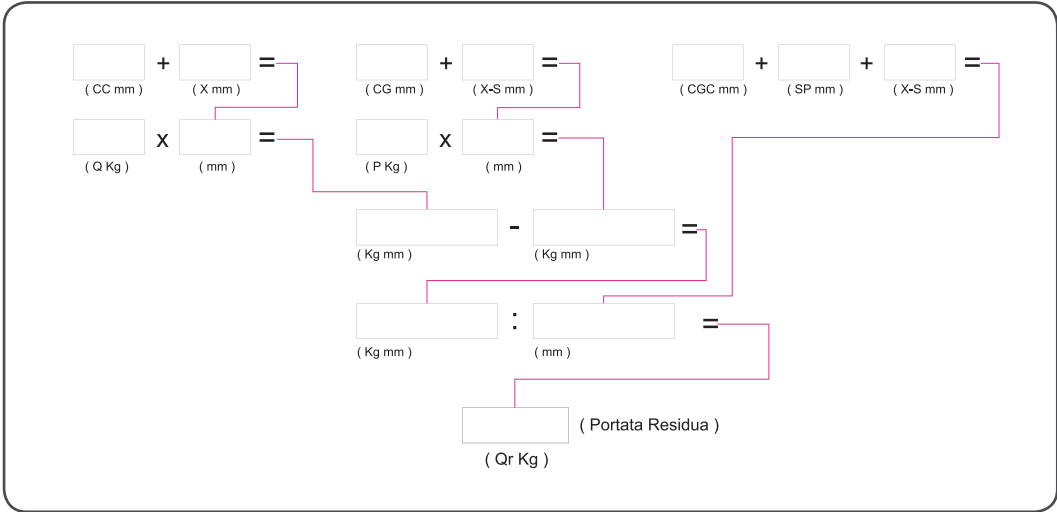 + = + = + + =
( CC mm ) ( X mm ) ( CG mm ) ( X-S mm ) ( CGC mm ) ( SP mm ) ( X-S mm )
x = x =
( Q Kg ) ( mm ) ( P Kg ) ( mm )
- =
( Kg mm ) ( Kg mm )
: =
( Kg mm ) ( mm )
( Portata Residua )
( Qr Kg )